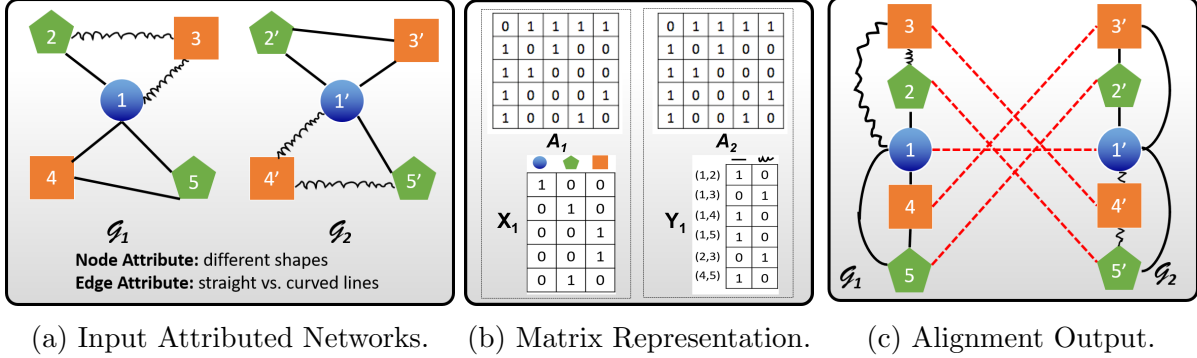 2
3
1
4
5
2'
3'
1'
4'
5'
𝒢1 𝒢2
Node Attribute: different shapes
Edge Attribute: straight vs. curved lines
(a) Input Attributed Networks.
0 1 1 1 1
1 0 1 0 0
1 1 0 0 0
1 0 0 0 1
1 0 0 1 0
A1
0 1 1 1 1
1 0 1 0 0
1 1 0 0 0
1 0 0 0 1
1 0 0 1 0
A2
X1
1 0 0
0 1 0
0 0 1
0 0 1
0 1 0
Y1
(1,2) 1 0
(1,3) 0 1
(1,4) 1 0
(1,5) 1 0
(2,3) 0 1
(4,5) 1 0
(b) Matrix Representation.
3
2
1
4
5
𝒢1
3'
2'
1'
4'
5'
𝒢2
(c) Alignment Output.